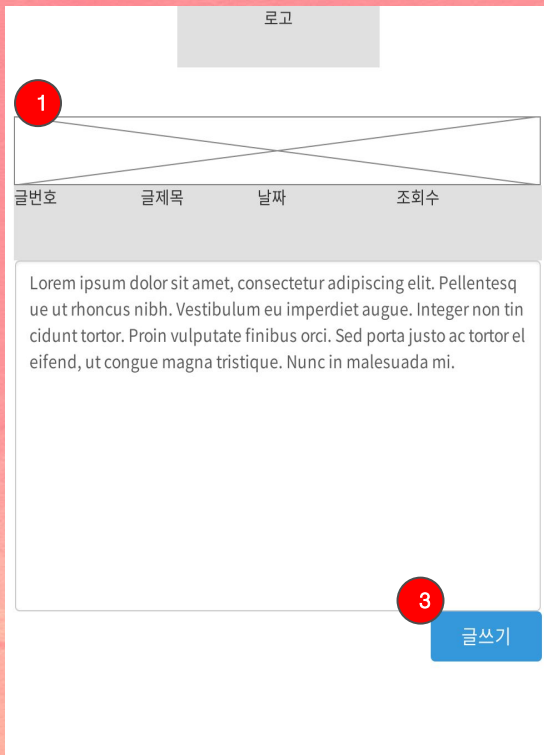 로고
1
글번호 글제목 날짜 조회수
Lorem ipsum dolor sit amet, consectetur adipiscing elit. Pellentesq
ue ut rhoncus nibh. Vestibulum eu imperdiet augue. Integer non tin
cidunt tortor. Proin vulputate finibus orci. Sed porta justo ac tortor el
eifend, ut congue magna tristique. Nunc in malesuada mi.
3
글쓰기